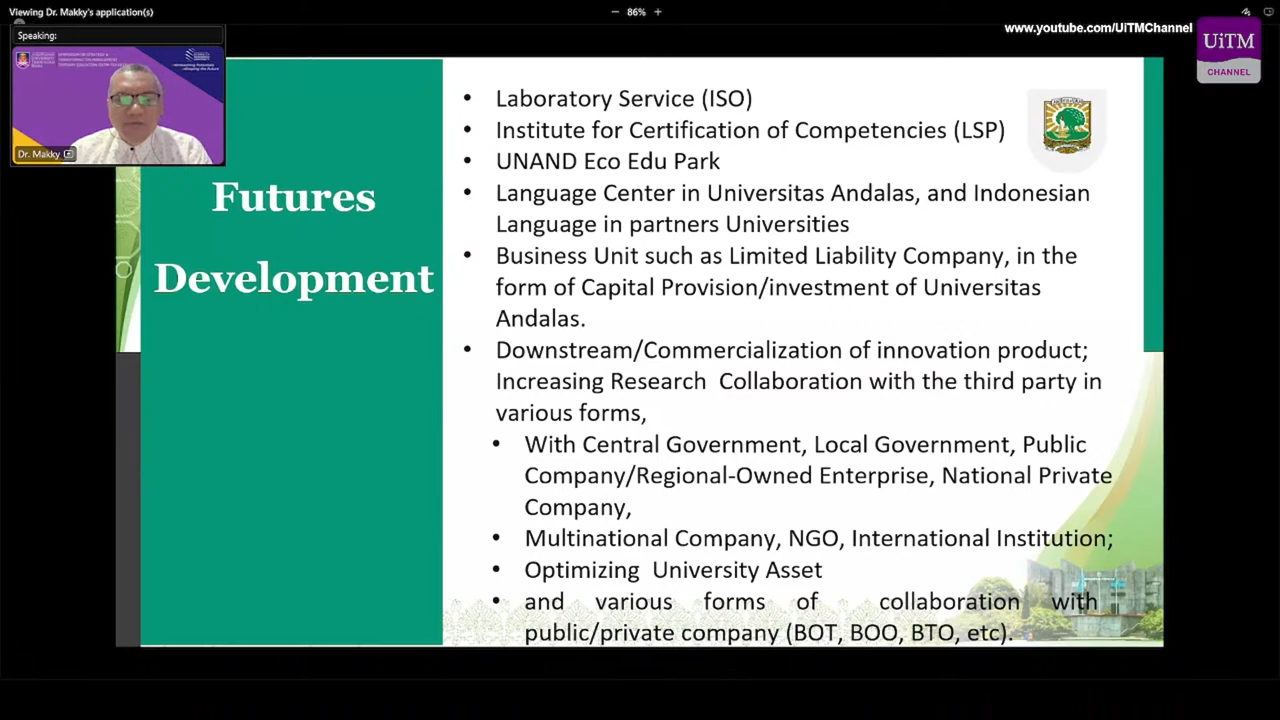 Viewing Dr. Makky's application(s)
86%
www.youtube.com/UiTMChannel
UiTM
CHANNEL
Speaking:
Dr. Makky
Futures
Development
• Laboratory Service (ISO)
• Institute for Certification of Competencies (LSP)
• UNAND Eco Edu Park
• Language Center in Universitas Andalas, and Indonesian
Language in partners Universities
• Business Unit such as Limited Liability Company, in the
form of Capital Provision/investment of Universitas
Andalas.
• Downstream/Commercialization of innovation product;
Increasing Research Collaboration with the third party in
various forms,
• With Central Government, Local Government, Public
Company/Regional-Owned Enterprise, National Private
Company,
• Multinational Company, NGO, International Institution;
• Optimizing University Asset
• and various forms of collaboration with
public/private company (BOT, BOO, BTO, etc).